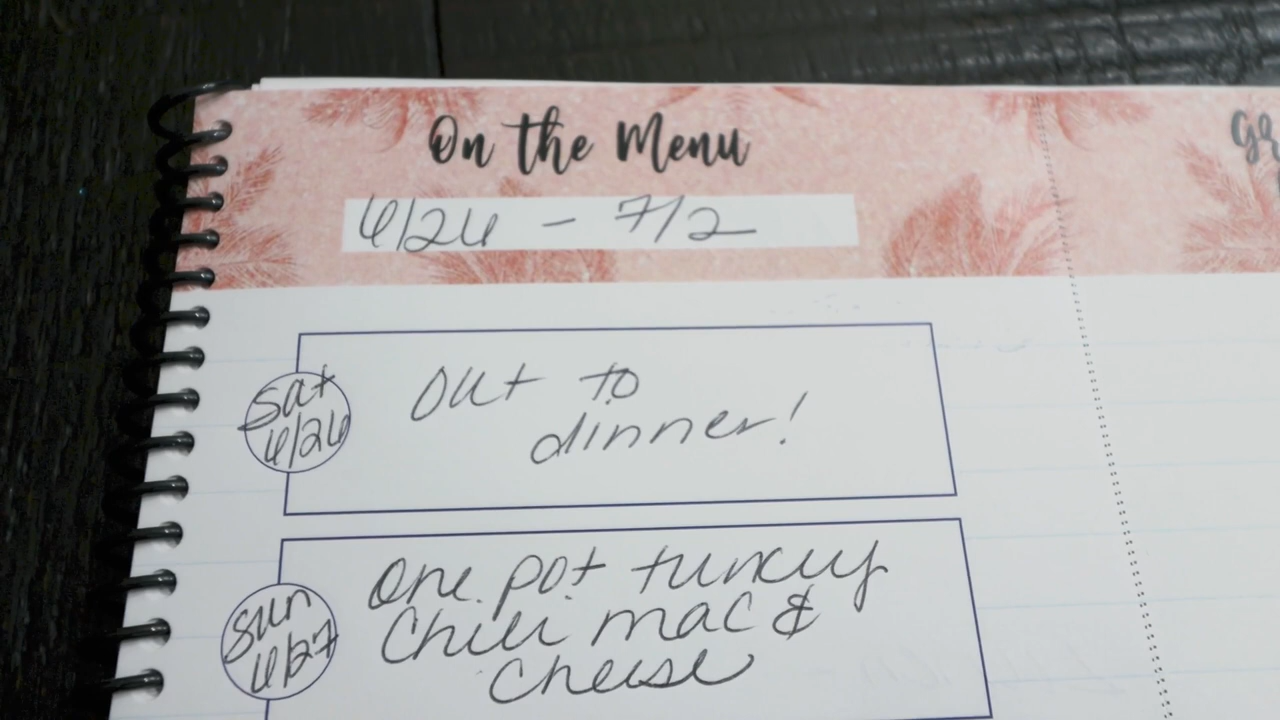 On the Menu
Gr
6/26 - 7/2
Sat
6/26
Out to
dinner!
Sun
6/27
One pot turkey
Chili mac &
Cheese